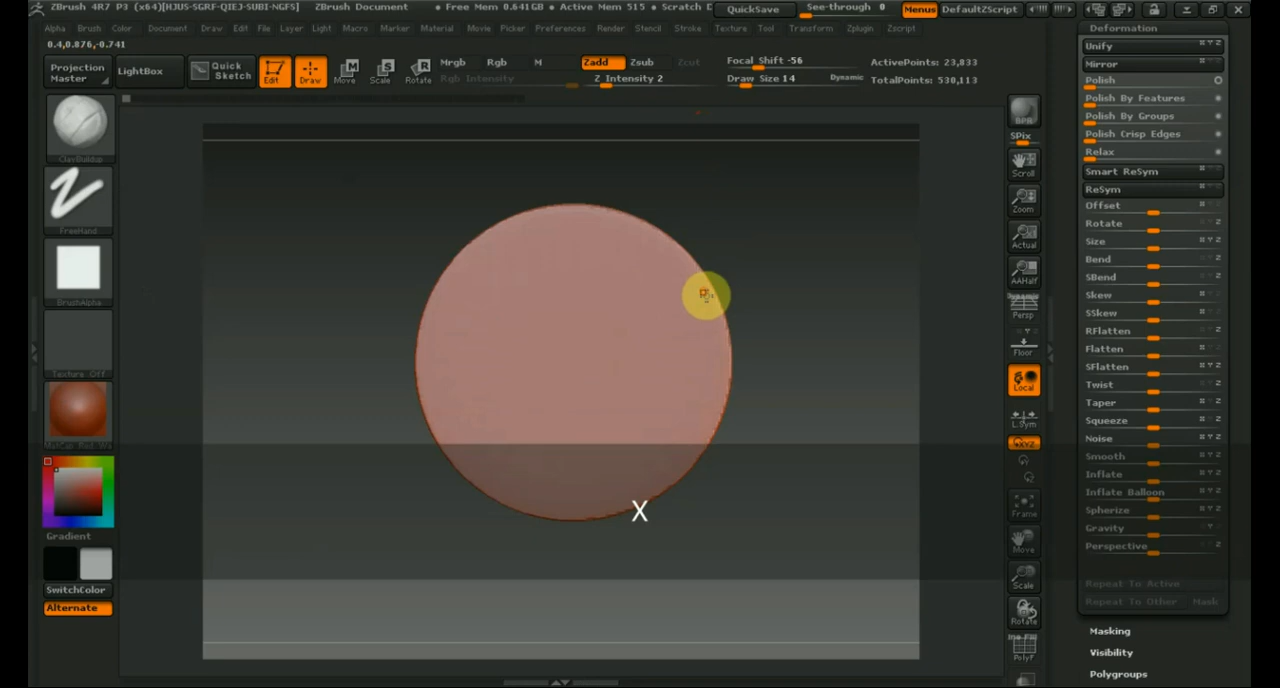 ZBrush 4R7 P3 (x64)[HJUS-SGRF-QIEJ-SUBI-NGFS] ZBrush Document • Free Mem 0.641GB • Active Mem 515 • Scratch D QuickSave See-through 0 Menus DefaultZScript
Alpha Brush Color Document Draw Edit File Layer Light Macro Marker Material Movie Picker Preferences Render Stencil Stroke Texture Tool Transform Zplugin Zscript
0.4,0.876,-0.741
Projection Master
LightBox
Quick Sketch
Edit
Draw
Move
Scale
Rotate
Mrgb Rgb M
Rgb Intensity
Zadd Zsub Zcut
Z Intensity 2
Focal Shift -56
Draw Size 14 Dynamic
ActivePoints: 23,833
TotalPoints: 530,113
ClayBuildup
FreeHand
BrushAlpha
Texture Off
MatCap Red Wa
Gradient
SwitchColor
Alternate
X
BPR
SPix
Scroll
Zoom
Actual
AAHalf
Dynamic
Persp
Floor
Local
L.Sym
XYZ
Frame
Move
Scale
Rotate
Line Fill
PolyF
Deformation
Unify
Mirror
Polish
Polish By Features
Polish By Groups
Polish Crisp Edges
Relax
Smart ReSym
ReSym
Offset
Rotate
Size
Bend
SBend
Skew
SSkew
RFlatten
Flatten
SFlatten
Twist
Taper
Squeeze
Noise
Smooth
Inflate
Inflate Balloon
Spherize
Gravity
Perspective
Repeat To Active
Repeat To Other Mask
Masking
Visibility
Polygroups